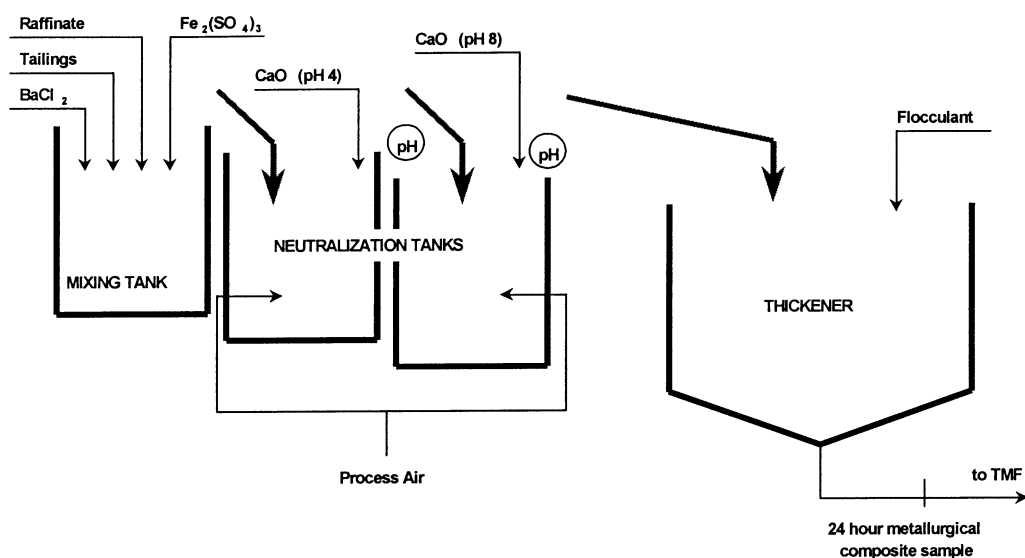 Raffinate
Fe₂(SO₄)₃
Tailings
BaCl₂
CaO (pH 4)
CaO (pH 8)
Flocculant
pH
pH
NEUTRALIZATION TANKS
MIXING TANK
THICKENER
Process Air
to TMF
24 hour metallurgical
composite sample